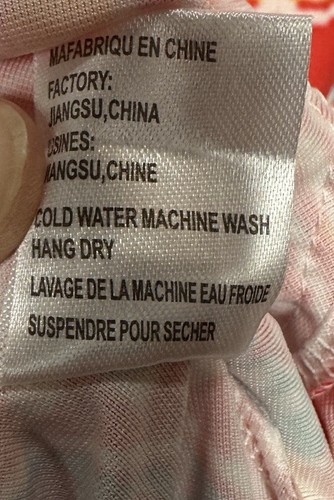 MAFABRIQU EN CHINE
FACTORY:
JIANGSU,CHINA
USINES:
JIANGSU,CHINE
COLD WATER MACHINE WASH
HANG DRY
LAVAGE DE LA MACHINE EAU FROIDE
SUSPENDRE POUR SECHER